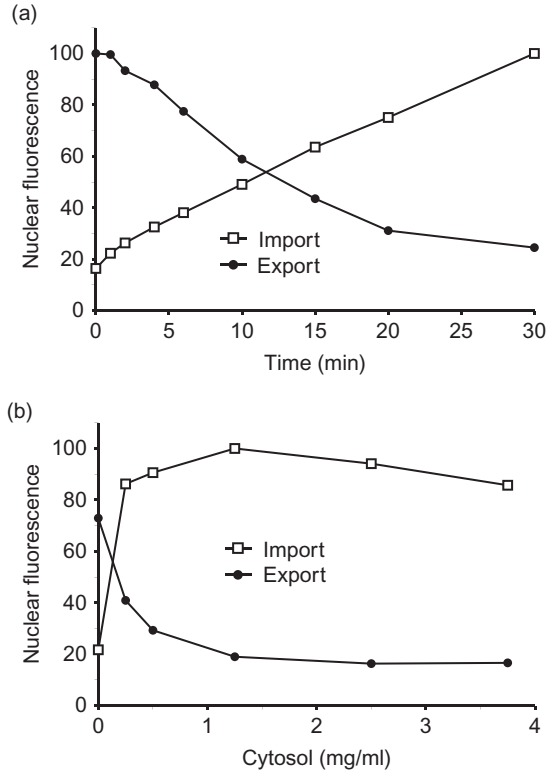 (a)
Nuclear fluorescence
100
80
60
40
20
0
Import
Export
0 5 10 15 20 25 30
Time (min)
(b)
Nuclear fluorescence
100
80
60
40
20
0
Import
Export
0 1 2 3 4
Cytosol (mg/ml)